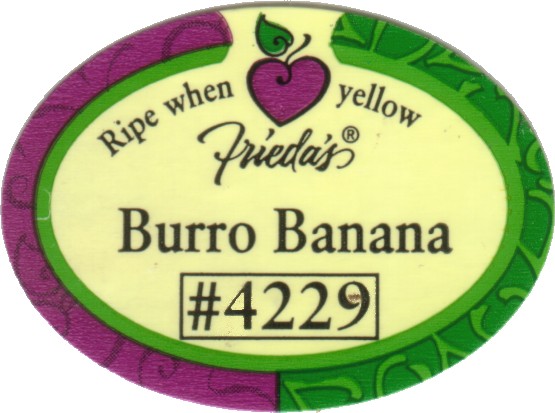 Ripe when yellow
Frieda's®
Burro Banana
#4229